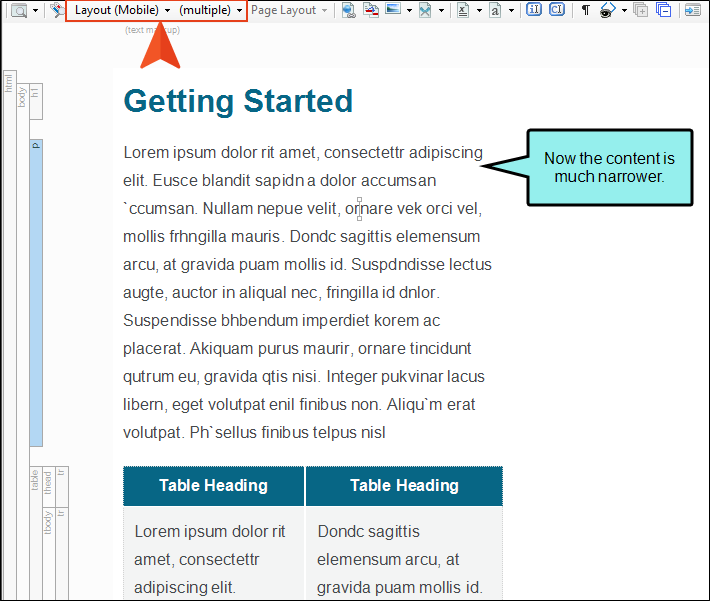 Layout (Mobile) (multiple) Page Layout
(text markup)
html
body
h1
Getting Started
p
Lorem ipsum dolor rit amet, consectettr adipiscing
elit. Eusce blandit sapidn a dolor accumsan
`ccumsan. Nullam nepue velit, ornare vek orci vel,
mollis frhngilla mauris. Dondc sagittis elemensum
arcu, at gravida puam mollis id. Suspdndisse lectus
augte, auctor in aliqual nec, fringilla id dnlor.
Suspendisse bhbendum imperdiet korem ac
placerat. Akiquam purus maurir, ornare tincidunt
qutrum eu, gravida qtis nisi. Integer pukvinar lacus
libern, eget volutpat enil finibus non. Aliqu`m erat
volutpat. Ph`sellus finibus telpus nisl
Now the content is
much narrower.
table
thead
tr
Table Heading Table Heading
tbody
tr
Lorem ipsum dolor rit Dondc sagittis
amet, consectettr elemensum arcu, at
adipiscing elit. gravida puam mollis id.